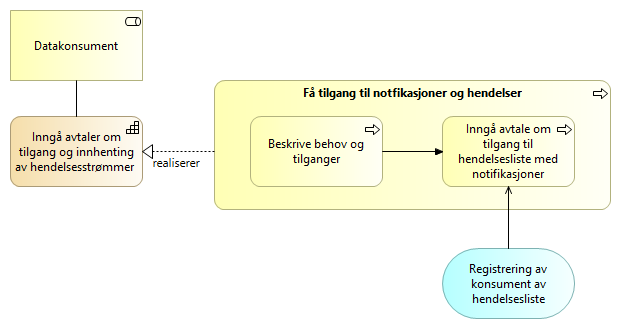 Datakonsument
Få tilgang til notfikasjoner og hendelser
Inngå avtaler om
tilgang og innhenting
av hendelsesstrømmer
realiserer
Beskrive behov og
tilganger
Inngå avtale om
tilgang til
hendelsesliste med
notifikasjoner
Registrering av
konsument av
hendelsesliste